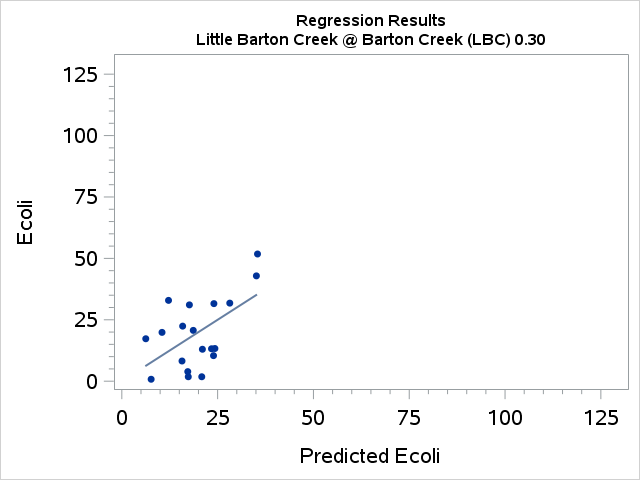 Regression Results
Little Barton Creek @ Barton Creek (LBC) 0.30
125
100
75
50
25
0
Ecoli
0 25 50 75 100 125
Predicted Ecoli